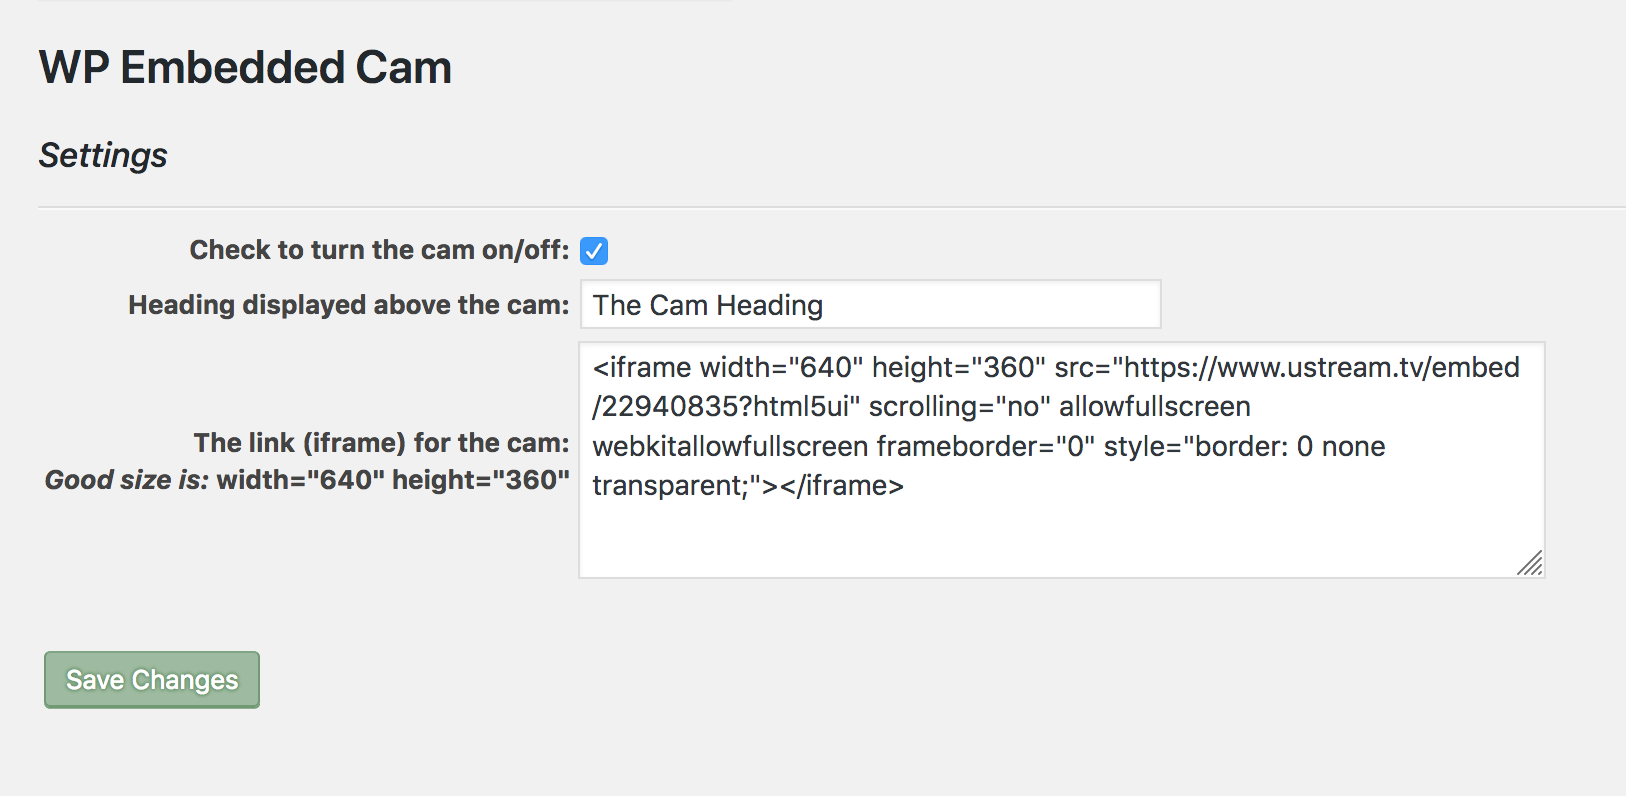 WP Embedded Cam
Settings
Check to turn the cam on/off:
Heading displayed above the cam: The Cam Heading
The link (iframe) for the cam:
Good size is: width="640" height="360"
<iframe width="640" height="360" src="https://www.ustream.tv/embed
/22940835?html5ui" scrolling="no" allowfullscreen
webkitallowfullscreen frameborder="0" style="border: 0 none
transparent;"></iframe>
Save Changes